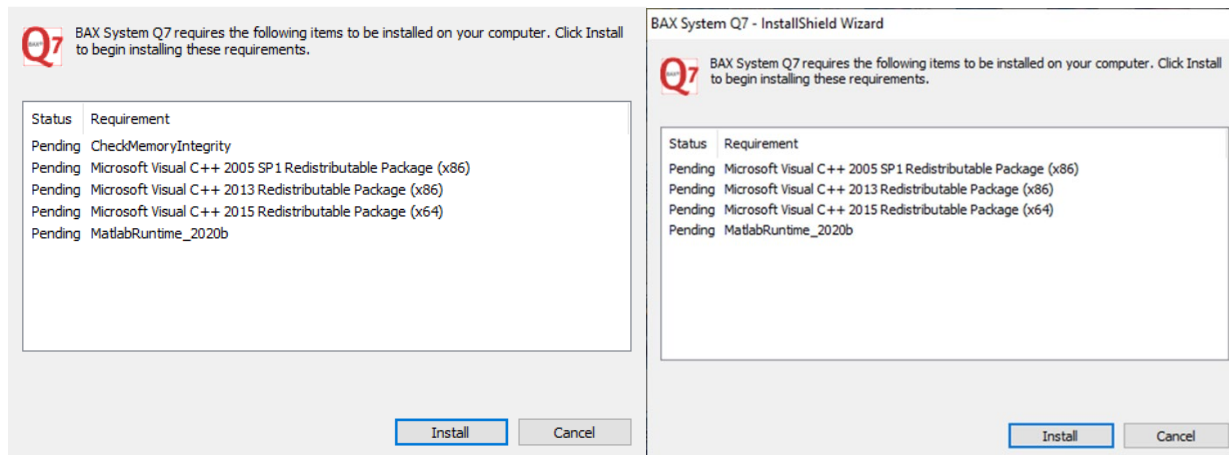 BAX System Q7 requires the following items to be installed on your computer. Click Install
to begin installing these requirements.
Q7
Status Requirement
Pending CheckMemoryIntegrity
Pending Microsoft Visual C++ 2005 SP1 Redistributable Package (x86)
Pending Microsoft Visual C++ 2013 Redistributable Package (x86)
Pending Microsoft Visual C++ 2015 Redistributable Package (x64)
Pending MatlabRuntime_2020b
Install Cancel
BAX System Q7 - InstallShield Wizard
BAX System Q7 requires the following items to be installed on your computer. Click Install
to begin installing these requirements.
Q7
Status Requirement
Pending Microsoft Visual C++ 2005 SP1 Redistributable Package (x86)
Pending Microsoft Visual C++ 2013 Redistributable Package (x86)
Pending Microsoft Visual C++ 2015 Redistributable Package (x64)
Pending MatlabRuntime_2020b
Install Cancel